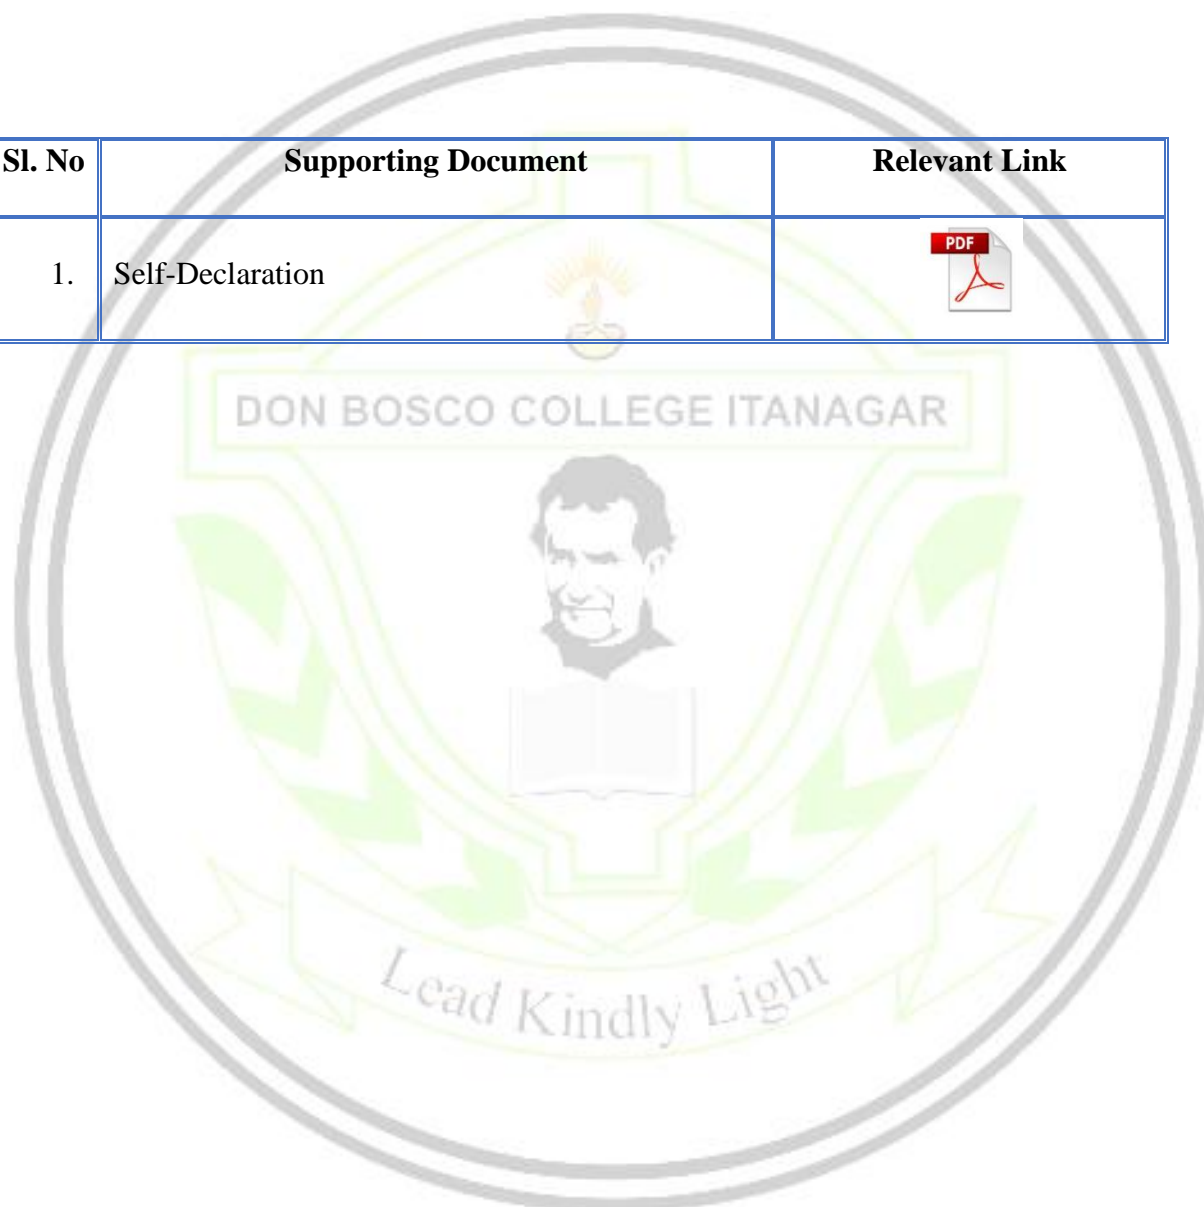 Sl. No Supporting Document Relevant Link
PDF
1. Self-Declaration
DON BOSCO COLLEGE ITANAGAR
Lead Kindly Light